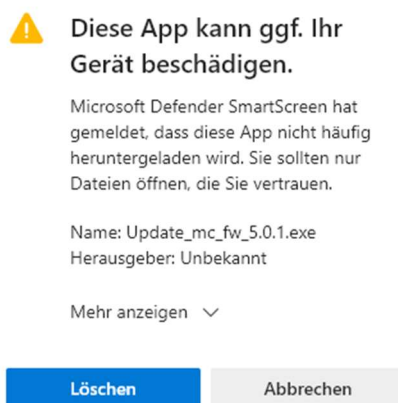 Diese App kann ggf. Ihr
Gerät beschädigen.
Microsoft Defender SmartScreen hat
gemeldet, dass diese App nicht häufig
heruntergeladen wird. Sie sollten nur
Dateien öffnen, die Sie vertrauen.
Name: Update_mc_fw_5.0.1.exe
Herausgeber: Unbekannt
Mehr anzeigen
Löschen
Abbrechen